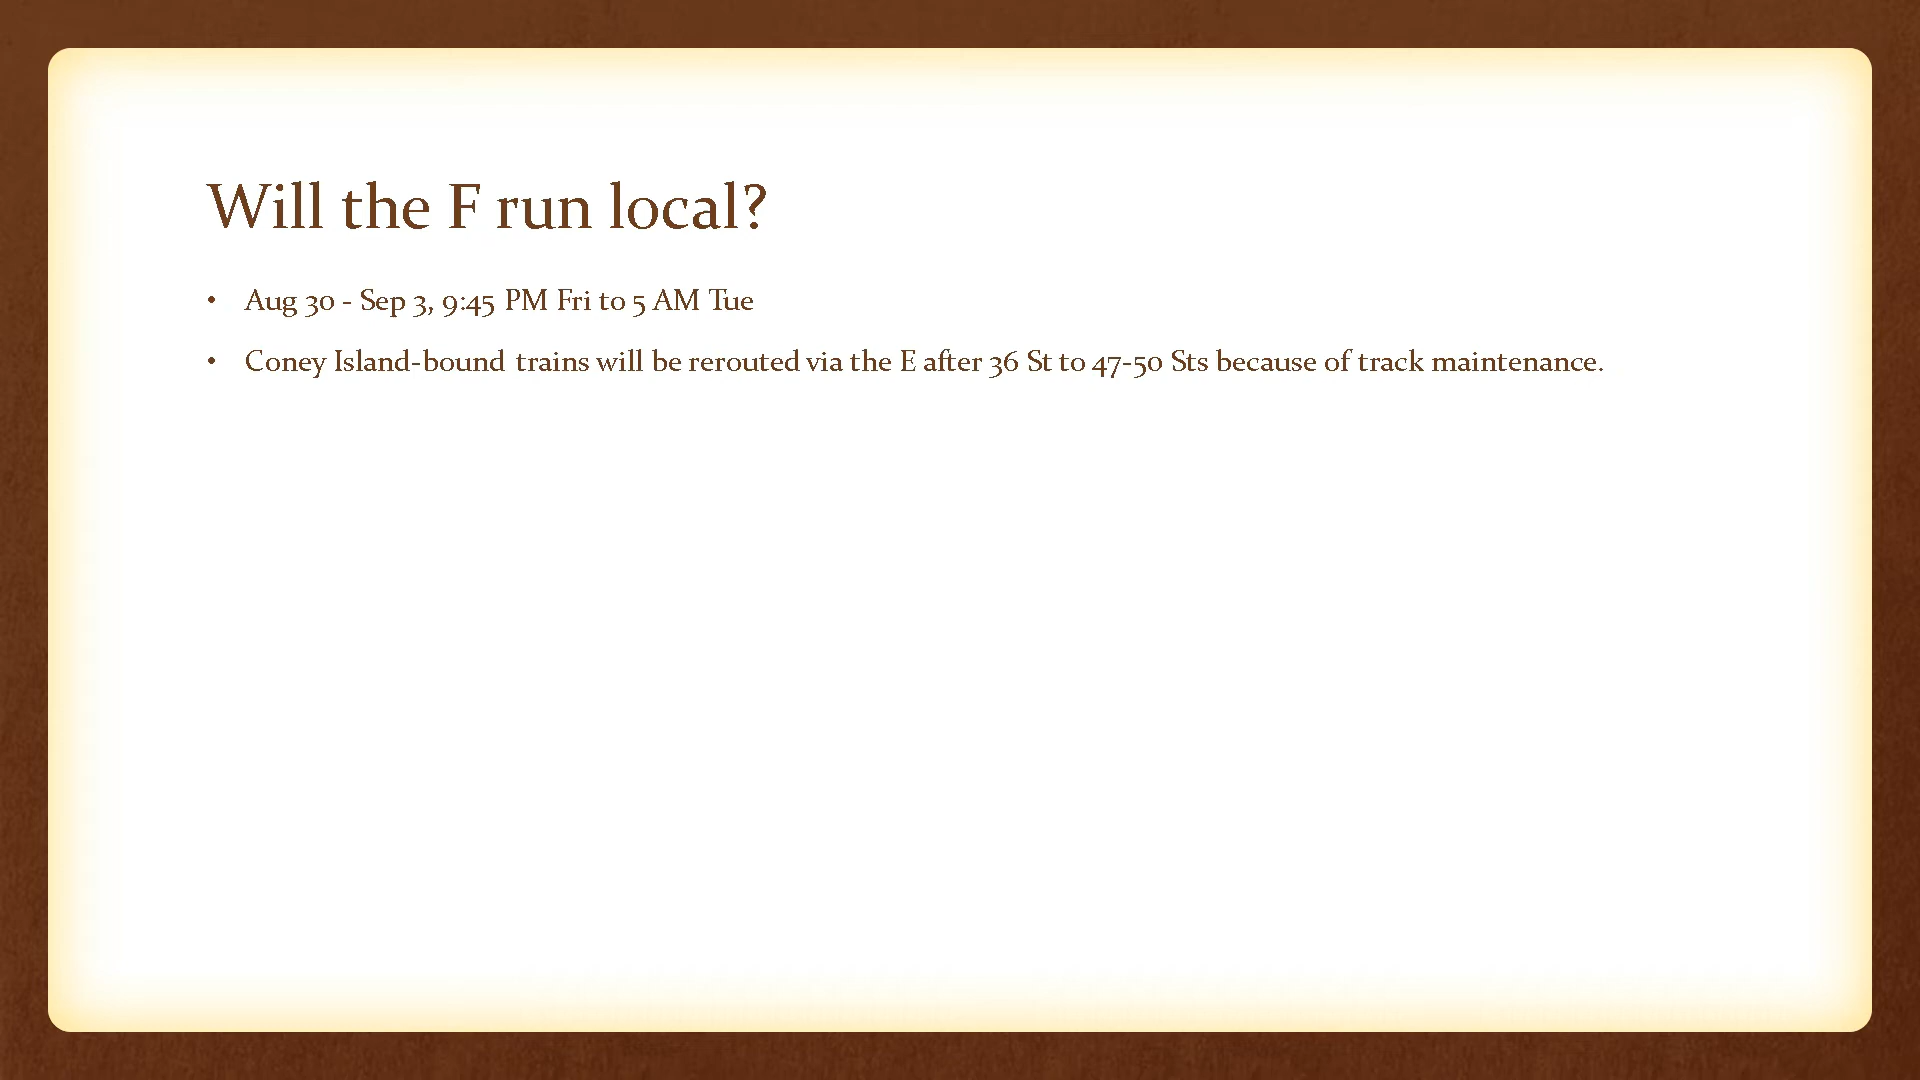 Will the F run local?
• Aug 30 - Sep 3, 9:45 PM Fri to 5 AM Tue
• Coney Island-bound trains will be rerouted via the E after 36 St to 47-50 Sts because of track maintenance.